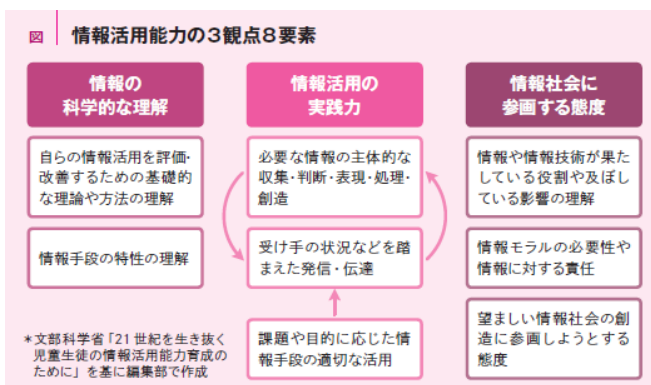 図 情報活用能力の3観点8要素
情報の
科学的な理解
自らの情報活用を評価・
改善するための基礎的
な理論や方法の理解
情報手段の特性の理解
＊文部科学省「21世紀を生き抜く
児童生徒の情報活用能力育成の
ために」を基に編集部で作成
情報活用の
実践力
必要な情報の主体的な
収集・判断・表現・処理・
創造
受け手の状況などを踏
まえた発信・伝達
課題や目的に応じた情
報手段の適切な活用
情報社会に
参画する態度
情報や情報技術が果た
している役割や及ぼし
ている影響の理解
情報モラルの必要性や
情報に対する責任
望ましい情報社会の創
造に参画しようとする
態度